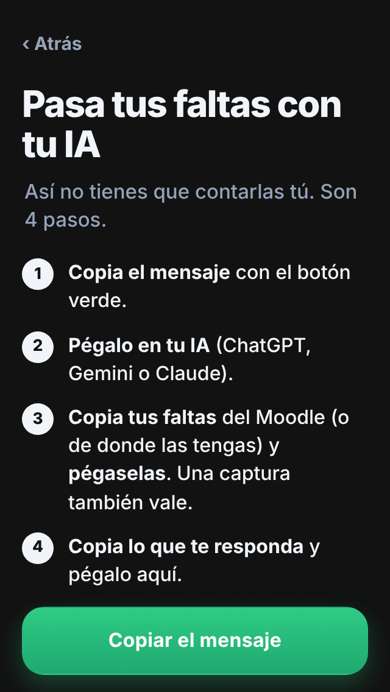 ‹ Atrás
Pasa tus faltas con
tu IA
Así no tienes que contarlas tú. Son
4 pasos.
1 Copia el mensaje con el botón
verde.
2 Pégalo en tu IA (ChatGPT,
Gemini o Claude).
3 Copia tus faltas del Moodle (o
de donde las tengas) y
pégaselas. Una captura
también vale.
4 Copia lo que te responda y
pégalo aquí.
Copiar el mensaje